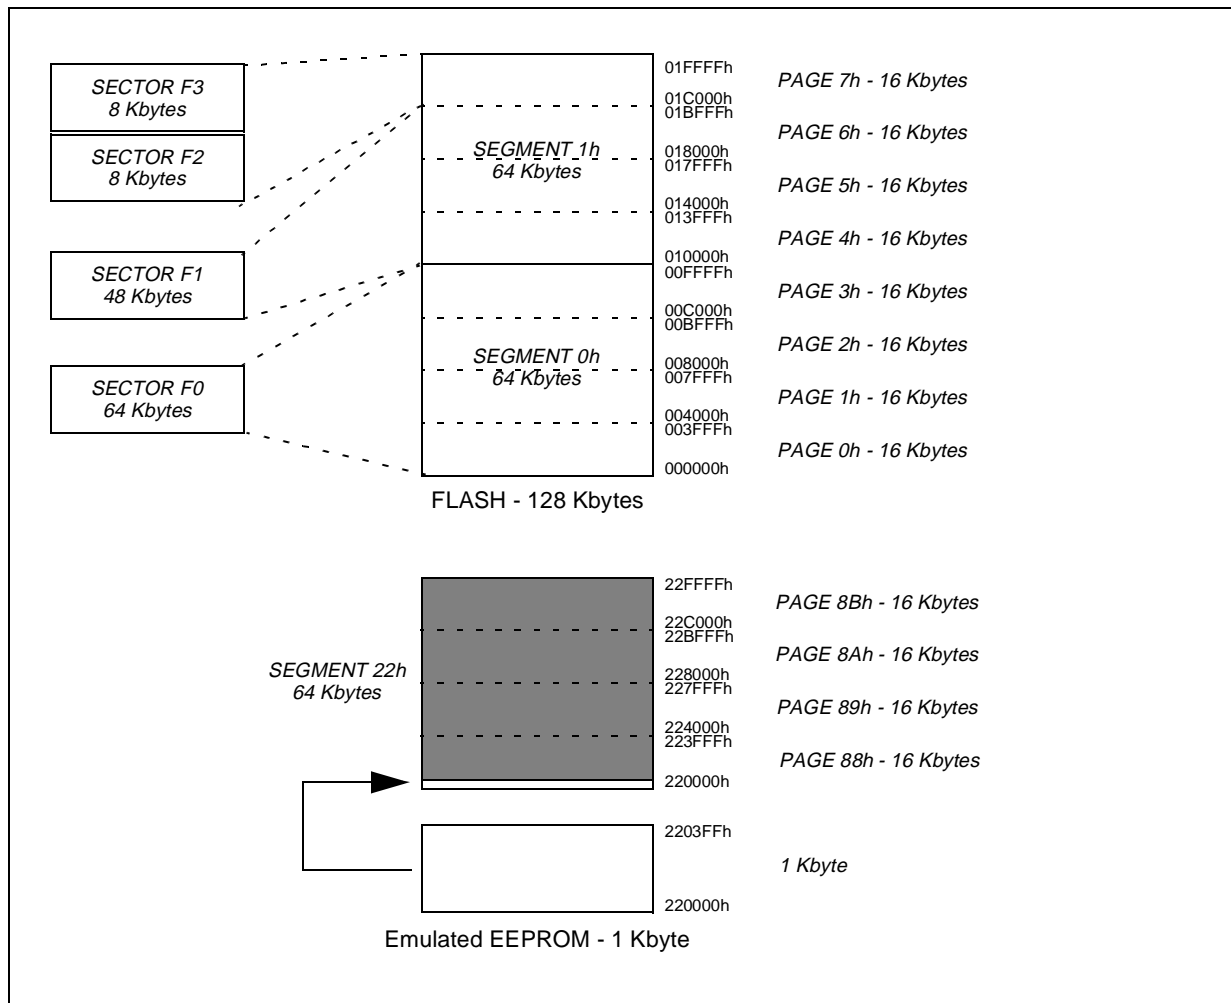 SECTOR F3
8 Kbytes
SECTOR F2
8 Kbytes
SECTOR F1
48 Kbytes
SECTOR F0
64 Kbytes
SEGMENT 1h
64 Kbytes
SEGMENT 0h
64 Kbytes
01FFFFh
01C000h
01BFFFh
018000h
017FFFh
014000h
013FFFh
010000h
00FFFFh
00C000h
00BFFFh
008000h
007FFFh
004000h
003FFFh
000000h
PAGE 7h - 16 Kbytes
PAGE 6h - 16 Kbytes
PAGE 5h - 16 Kbytes
PAGE 4h - 16 Kbytes
PAGE 3h - 16 Kbytes
PAGE 2h - 16 Kbytes
PAGE 1h - 16 Kbytes
PAGE 0h - 16 Kbytes
FLASH - 128 Kbytes
SEGMENT 22h
64 Kbytes
22FFFFh
22C000h
22BFFFh
228000h
227FFFh
224000h
223FFFh
220000h
PAGE 8Bh - 16 Kbytes
PAGE 8Ah - 16 Kbytes
PAGE 89h - 16 Kbytes
PAGE 88h - 16 Kbytes
2203FFh
1 Kbyte
220000h
Emulated EEPROM - 1 Kbyte